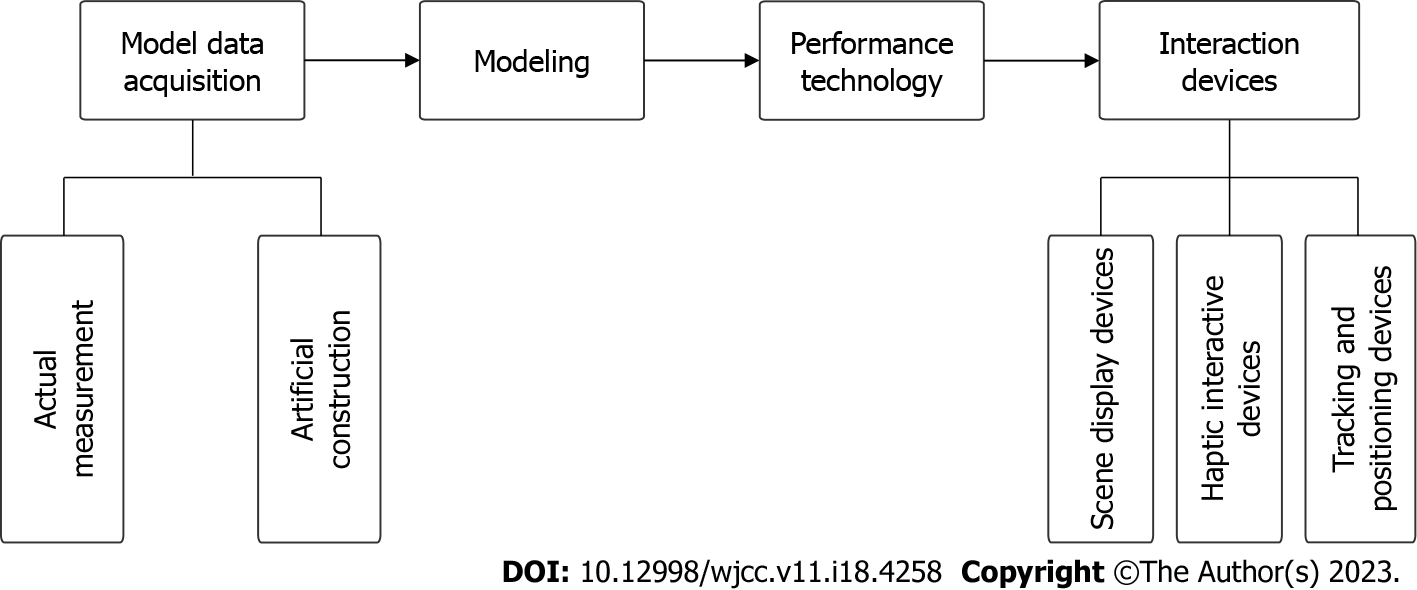 Model data
acquisition
Modeling
Performance
technology
Interaction
devices
Actual
measurement
Artificial
construction
Scene display devices
Haptic interactive
devices
Tracking and
positioning devices
DOI: 10.12998/wjcc.v11.i18.4258 Copyright ©The Author(s) 2023.